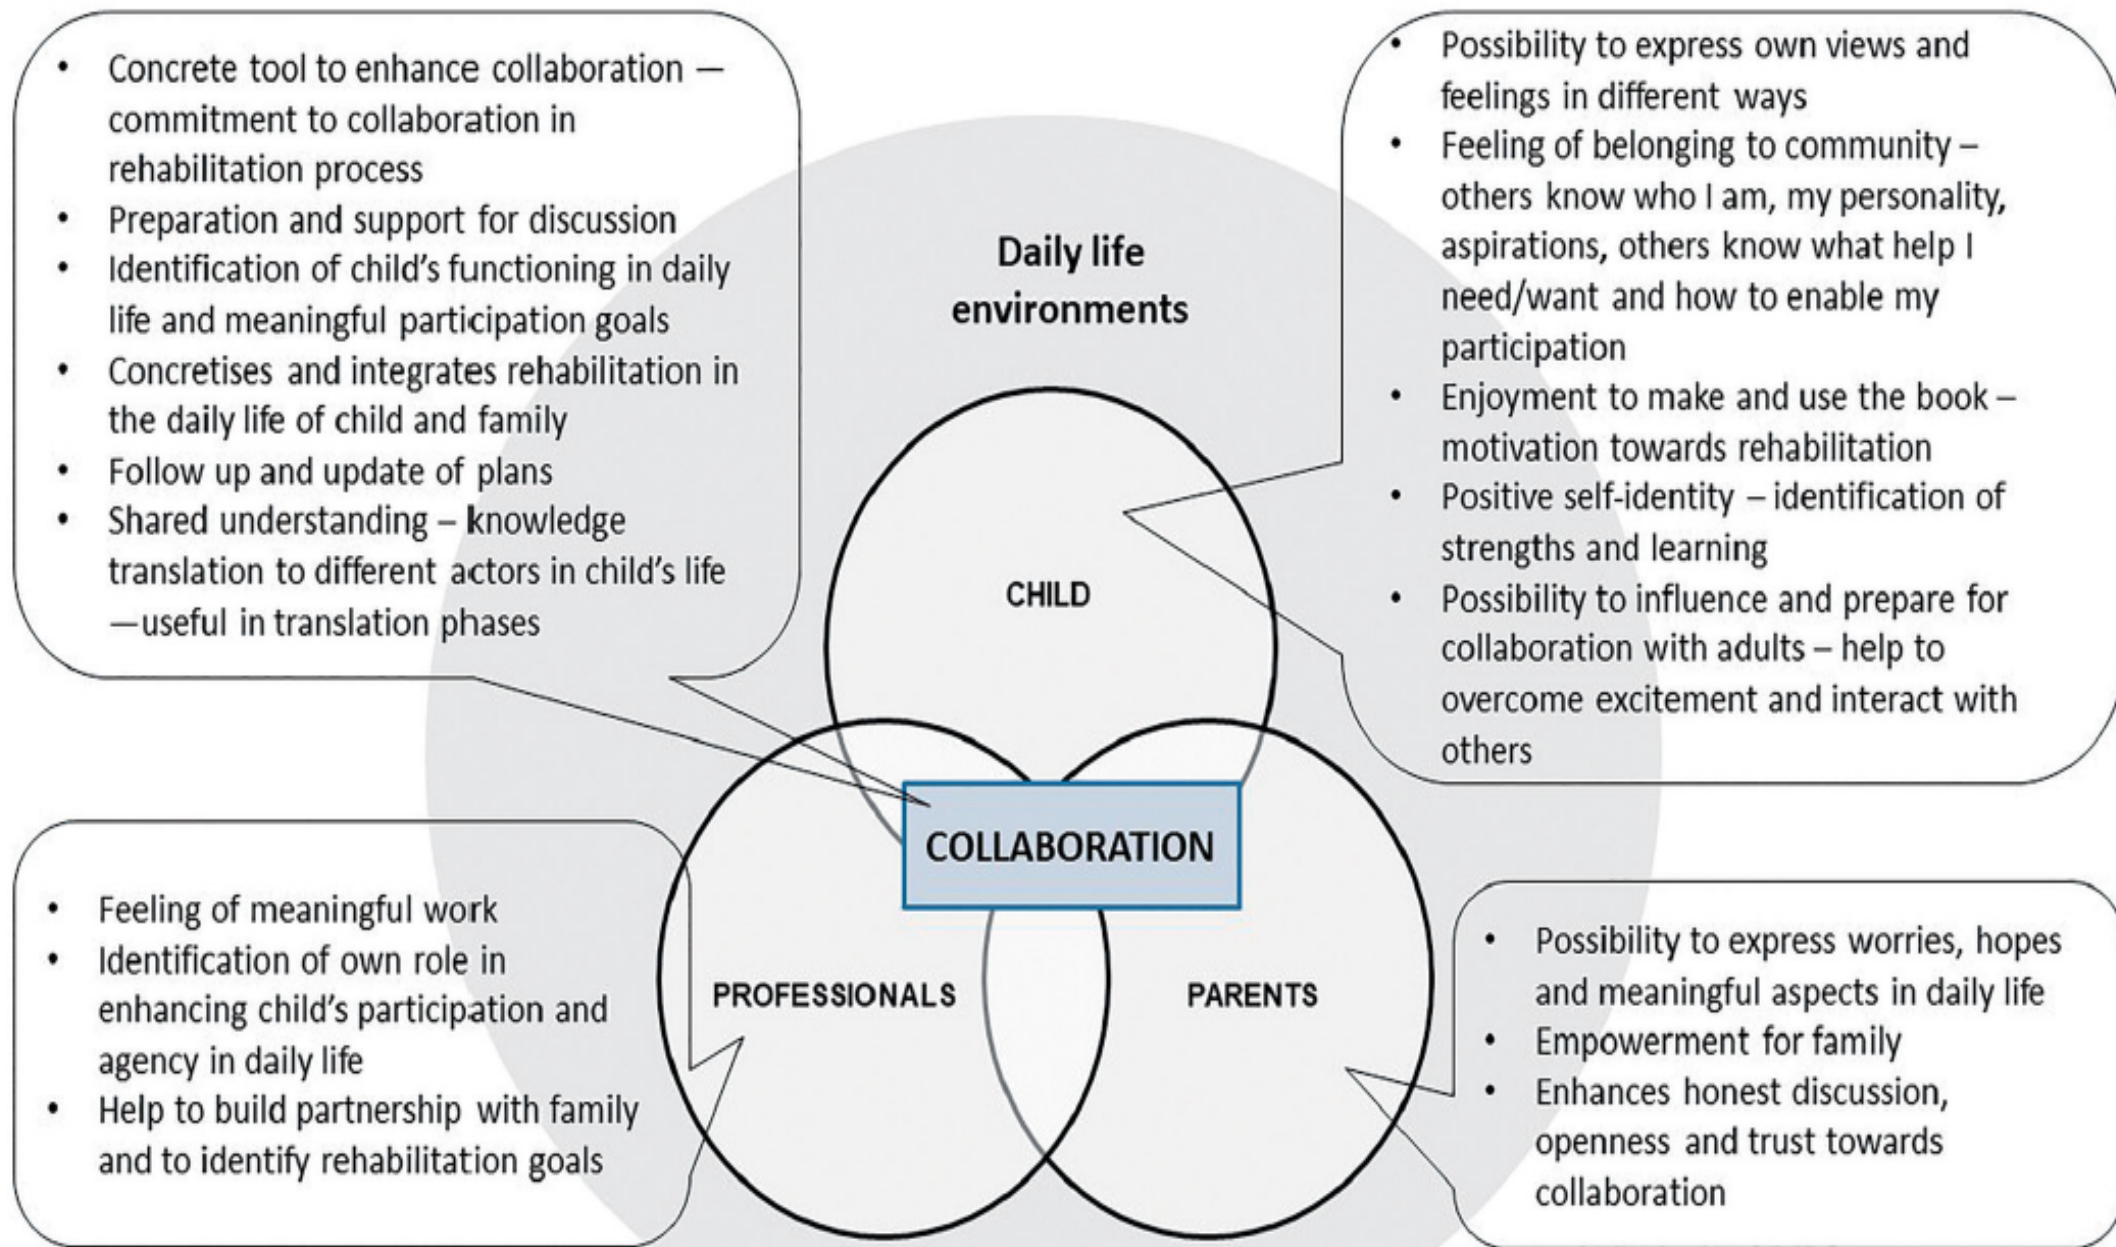 • Concrete tool to enhance collaboration —
commitment to collaboration in
rehabilitation process
• Preparation and support for discussion
• Identification of child's functioning in daily
life and meaningful participation goals
• Concretises and integrates rehabilitation in
the daily life of child and family
• Follow up and update of plans
• Shared understanding – knowledge
translation to different actors in child's life
—useful in translation phases
• Possibility to express own views and
feelings in different ways
• Feeling of belonging to community –
others know who I am, my personality,
aspirations, others know what help I
need/want and how to enable my
participation
• Enjoyment to make and use the book –
motivation towards rehabilitation
• Positive self-identity – identification of
strengths and learning
• Possibility to influence and prepare for
collaboration with adults – help to
overcome excitement and interact with
others
Daily life
environments
CHILD
COLLABORATION
PROFESSIONALS
PARENTS
• Feeling of meaningful work
• Identification of own role in
enhancing child's participation and
agency in daily life
• Help to build partnership with family
and to identify rehabilitation goals
• Possibility to express worries, hopes
and meaningful aspects in daily life
• Empowerment for family
• Enhances honest discussion,
openness and trust towards
collaboration